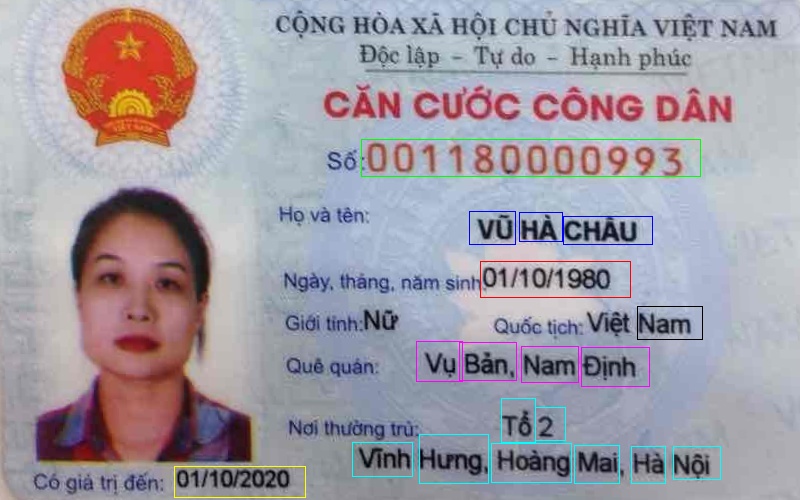 CỘNG HÒA XÃ HỘI CHỦ NGHĨA VIỆT NAM
Độc lập - Tự do - Hạnh phúc
CĂN CƯỚC CÔNG DÂN
Số: 001180000993
Họ và tên: VŨ HÀ CHÂU
Ngày, tháng, năm sinh: 01/10/1980
Giới tính: Nữ Quốc tịch: Việt Nam
Quê quán: Vụ Bản, Nam Định
Nơi thường trú: Tổ 2
Vĩnh Hưng, Hoàng Mai, Hà Nội
Có giá trị đến: 01/10/2020
VIỆT NAM